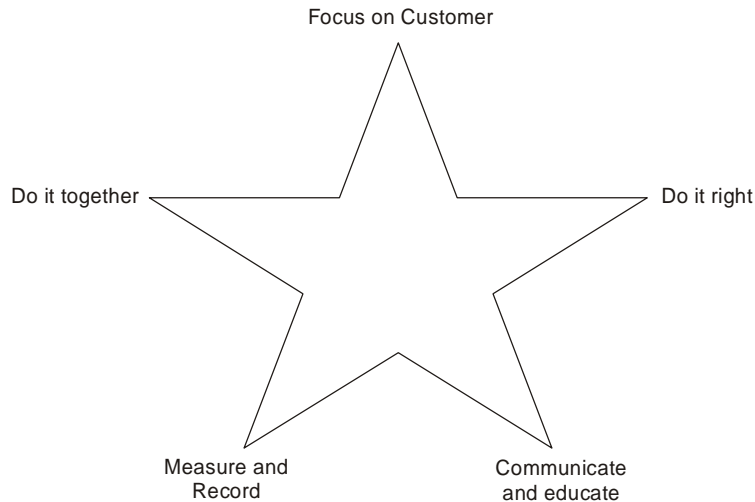 Focus on Customer
Do it together
Do it right
Measure and
Record
Communicate
and educate